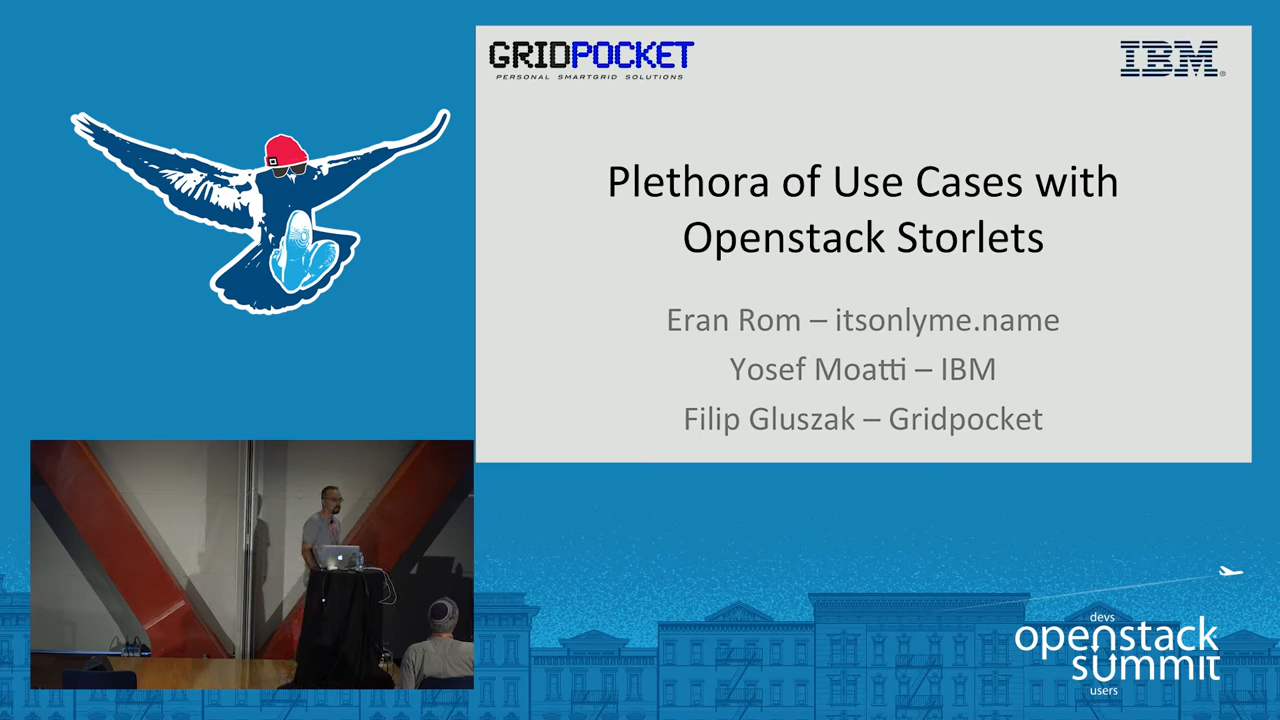 GRIDPOCKET
PERSONAL SMARTGRID SOLUTIONS
IBM®
Plethora of Use Cases with
Openstack Storlets
Eran Rom – itsonlyme.name
Yosef Moatti – IBM
Filip Gluszak – Gridpocket
devs
openstack
summit
users